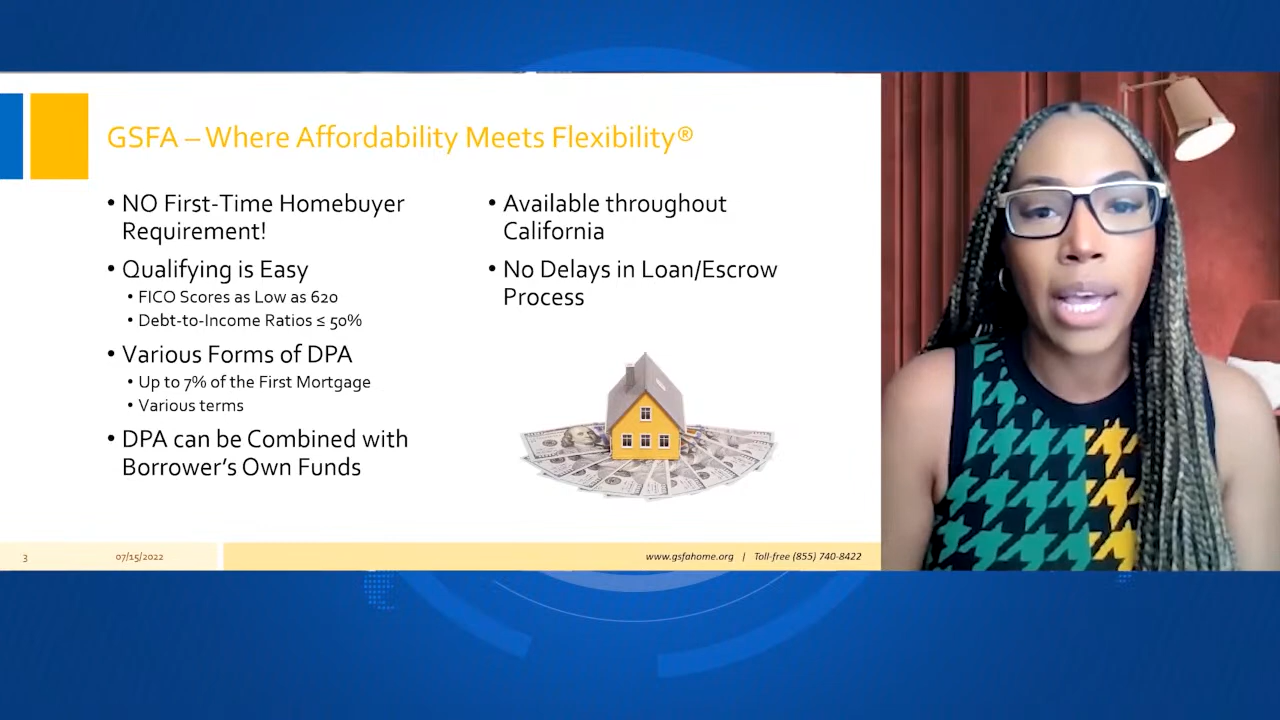 GSFA – Where Affordability Meets Flexibility®
• NO First-Time Homebuyer
Requirement!
• Qualifying is Easy
• FICO Scores as Low as 620
• Debt-to-Income Ratios ≤ 50%
• Various Forms of DPA
• Up to 7% of the First Mortgage
• Various terms
• DPA can be Combined with
Borrower’s Own Funds
• Available throughout
California
• No Delays in Loan/Escrow
Process
3
07/15/2022
www.gsfahome.org | Toll-free (855) 740-8422